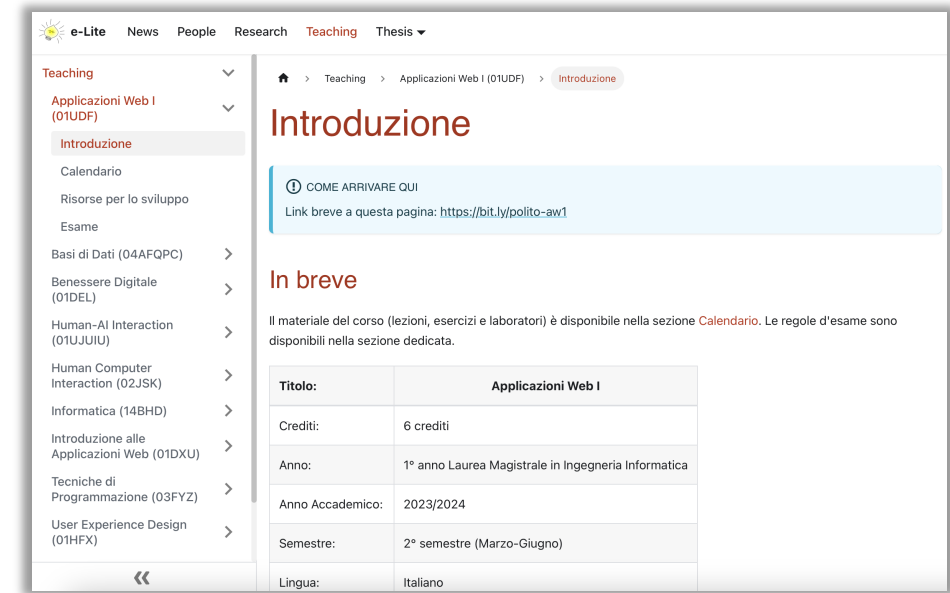 e-Lite News People Research Teaching Thesis
Teaching
Applicazioni Web I
(01UDF)
Introduzione
Calendario
Risorse per lo sviluppo
Esame
Basi di Dati (04AFQPC)
Benessere Digitale
(01DEL)
Human-AI Interaction
(01UJUIU)
Human Computer
Interaction (02JSK)
Informatica (14BHD)
Introduzione alle
Applicazioni Web (01DXU)
Tecniche di
Programmazione (03FYZ)
User Experience Design
(01HFX)
Teaching > Applicazioni Web I (01UDF) > Introduzione
Introduzione
COME ARRIVARE QUI
Link breve a questa pagina: https://bit.ly/polito-aw1
In breve
Il materiale del corso (lezioni, esercizi e laboratori) è disponibile nella sezione Calendario. Le regole d'esame sono
disponibili nella sezione dedicata.
Titolo: Applicazioni Web I
Crediti: 6 crediti
Anno: 1° anno Laurea Magistrale in Ingegneria Informatica
Anno Accademico: 2023/2024
Semestre: 2° semestre (Marzo-Giugno)
Lingua: Italiano